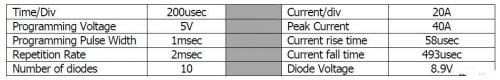 Time/Div 200usec Current/div 20A
Programming Voltage 5V Peak Current 40A
Programming Pulse Width 1msec Current rise time 58usec
Repetition Rate 2msec Current fall time 493usec
Number of diodes 10 Diode Voltage 8.9V